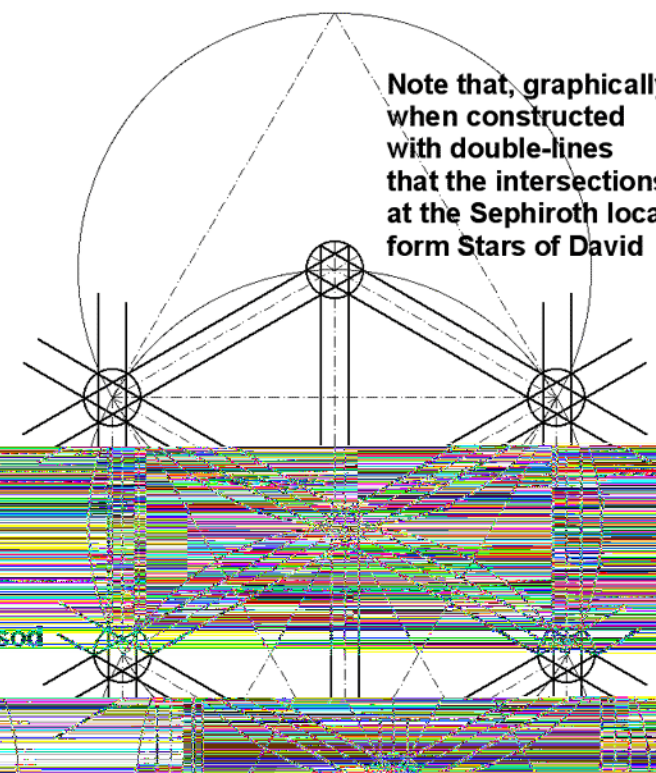 Note that, graphically
when constructed
with double-lines
that the intersections
at the Sephiroth loca
form Stars of David